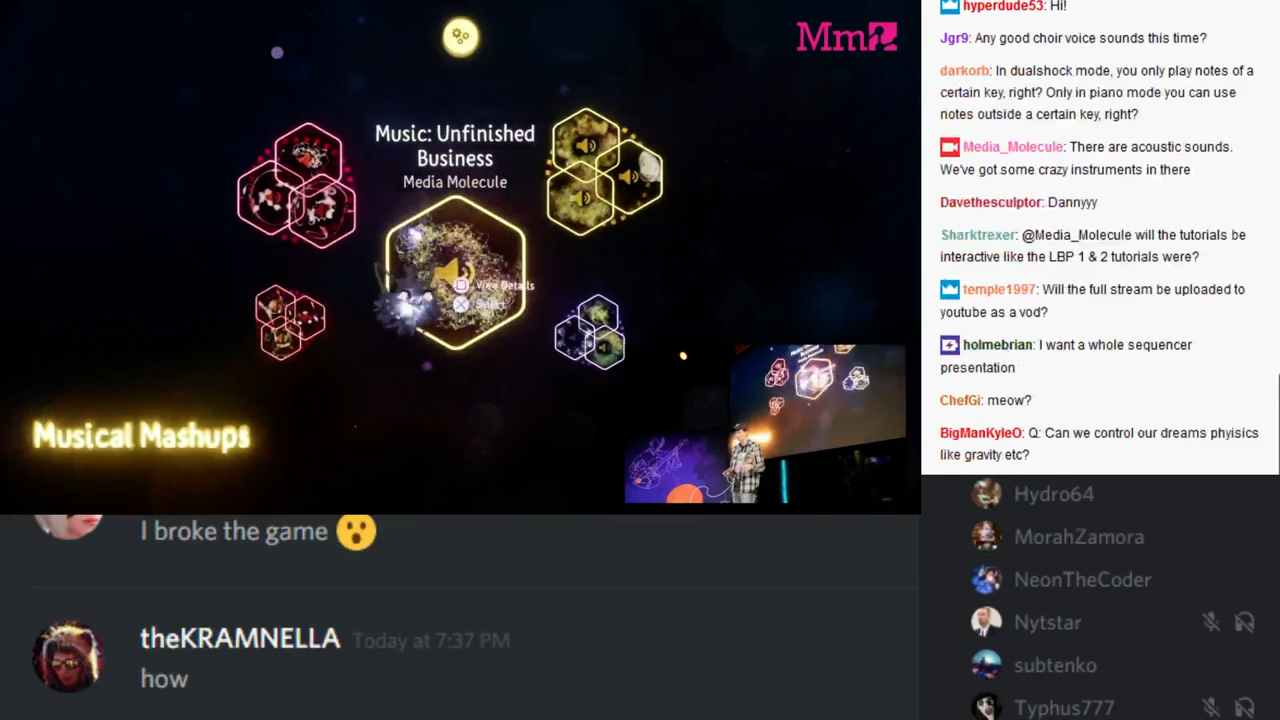 Mm
Music: Unfinished
Business
Media Molecule
View Details
Select
Musical Mashups
hyperdude53: Hi!
Jgr9: Any good choir voice sounds this time?
darkorb: In dualshock mode, you only play notes of a
certain key, right? Only in piano mode you can use
notes outside a certain key, right?
Media_Molecule: There are acoustic sounds.
We've got some crazy instruments in there
Davethesculptor: Dannyyy
Sharktrexer: @Media_Molecule will the tutorials be
interactive like the LBP 1 & 2 tutorials were?
temple1997: Will the full stream be uploaded to
youtube as a vod?
holmebrian: I want a whole sequencer
presentation
ChefGi: meow?
BigManKyleO: Q: Can we control our dreams phyisics
like gravity etc?
I broke the game 😮
theKRAMNELLA Today at 7:37 PM
how
Hydro64
MorahZamora
NeonTheCoder
Nytstar
subtenko
Typhus777